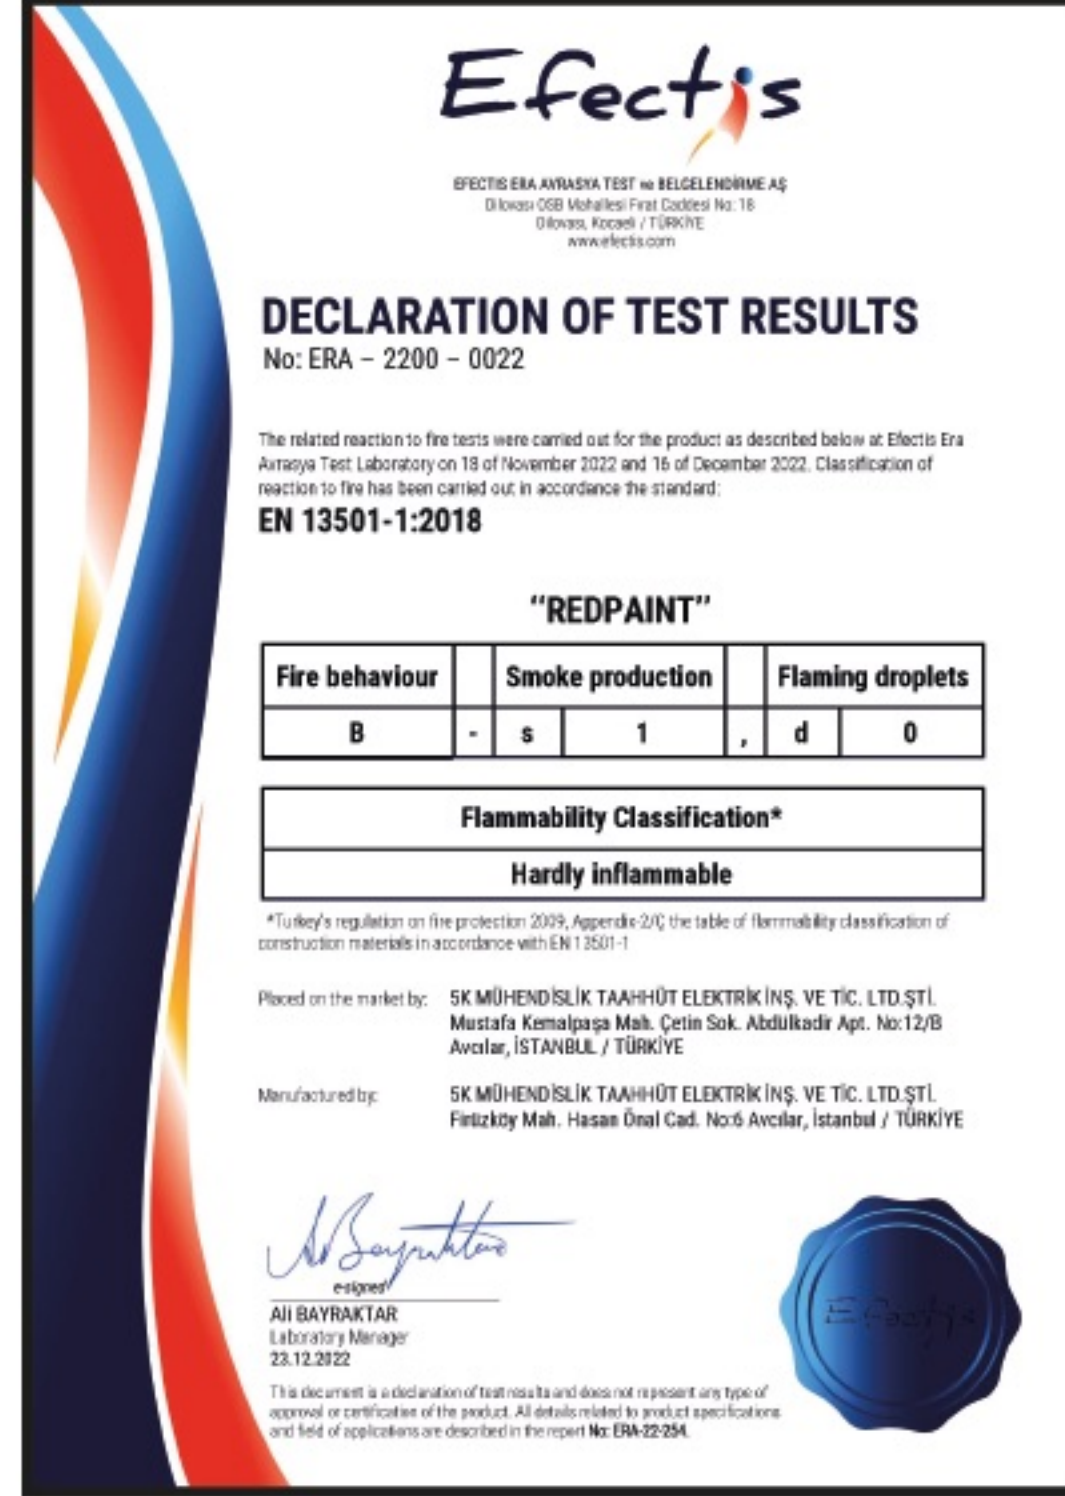 Efectis
EFECTIS ERA AVRASYA TEST ve BELGELENDİRME AŞ
Dilovası OSB Mahallesi Fırat Caddesi No: 18
Dilovası, Kocaeli / TÜRKİYE
www.efectis.com
DECLARATION OF TEST RESULTS
No: ERA – 2200 – 0022
The related reaction to fire tests were carried out for the product as described below at Efectis Era
Avrasya Test Laboratory on 18 of November 2022 and 16 of December 2022. Classification of
reaction to fire has been carried out in accordance the standard:
EN 13501-1:2018
“REDPAINT”
Fire behaviour Smoke production Flaming droplets
B - s 1 , d 0
Flammability Classification*
Hardly inflammable
*Turkey's regulation on fire protection 2009, Appendix-2/Ç the table of flammability classification of
construction materials in accordance with EN 13501-1
Placed on the market by: 5K MÜHENDİSLİK TAAHHÜT ELEKTRİK İNŞ. VE TİC. LTD.ŞTİ.
Mustafa Kemalpaşa Mah. Çetin Sok. Abdülkadir Apt. No:12/B
Avcılar, İSTANBUL / TÜRKİYE
Manufactured by: 5K MÜHENDİSLİK TAAHHÜT ELEKTRİK İNŞ. VE TİC. LTD.ŞTİ.
Firüzköy Mah. Hasan Önal Cad. No:6 Avcılar, İstanbul / TÜRKİYE
e-signed
Ali BAYRAKTAR
Laboratory Manager
23.12.2022
Efectis
This document is a declaration of test results and does not represent any type of
approval or certification of the product. All details related to product specifications
and field of applications are described in the report No: ERA-22-254.